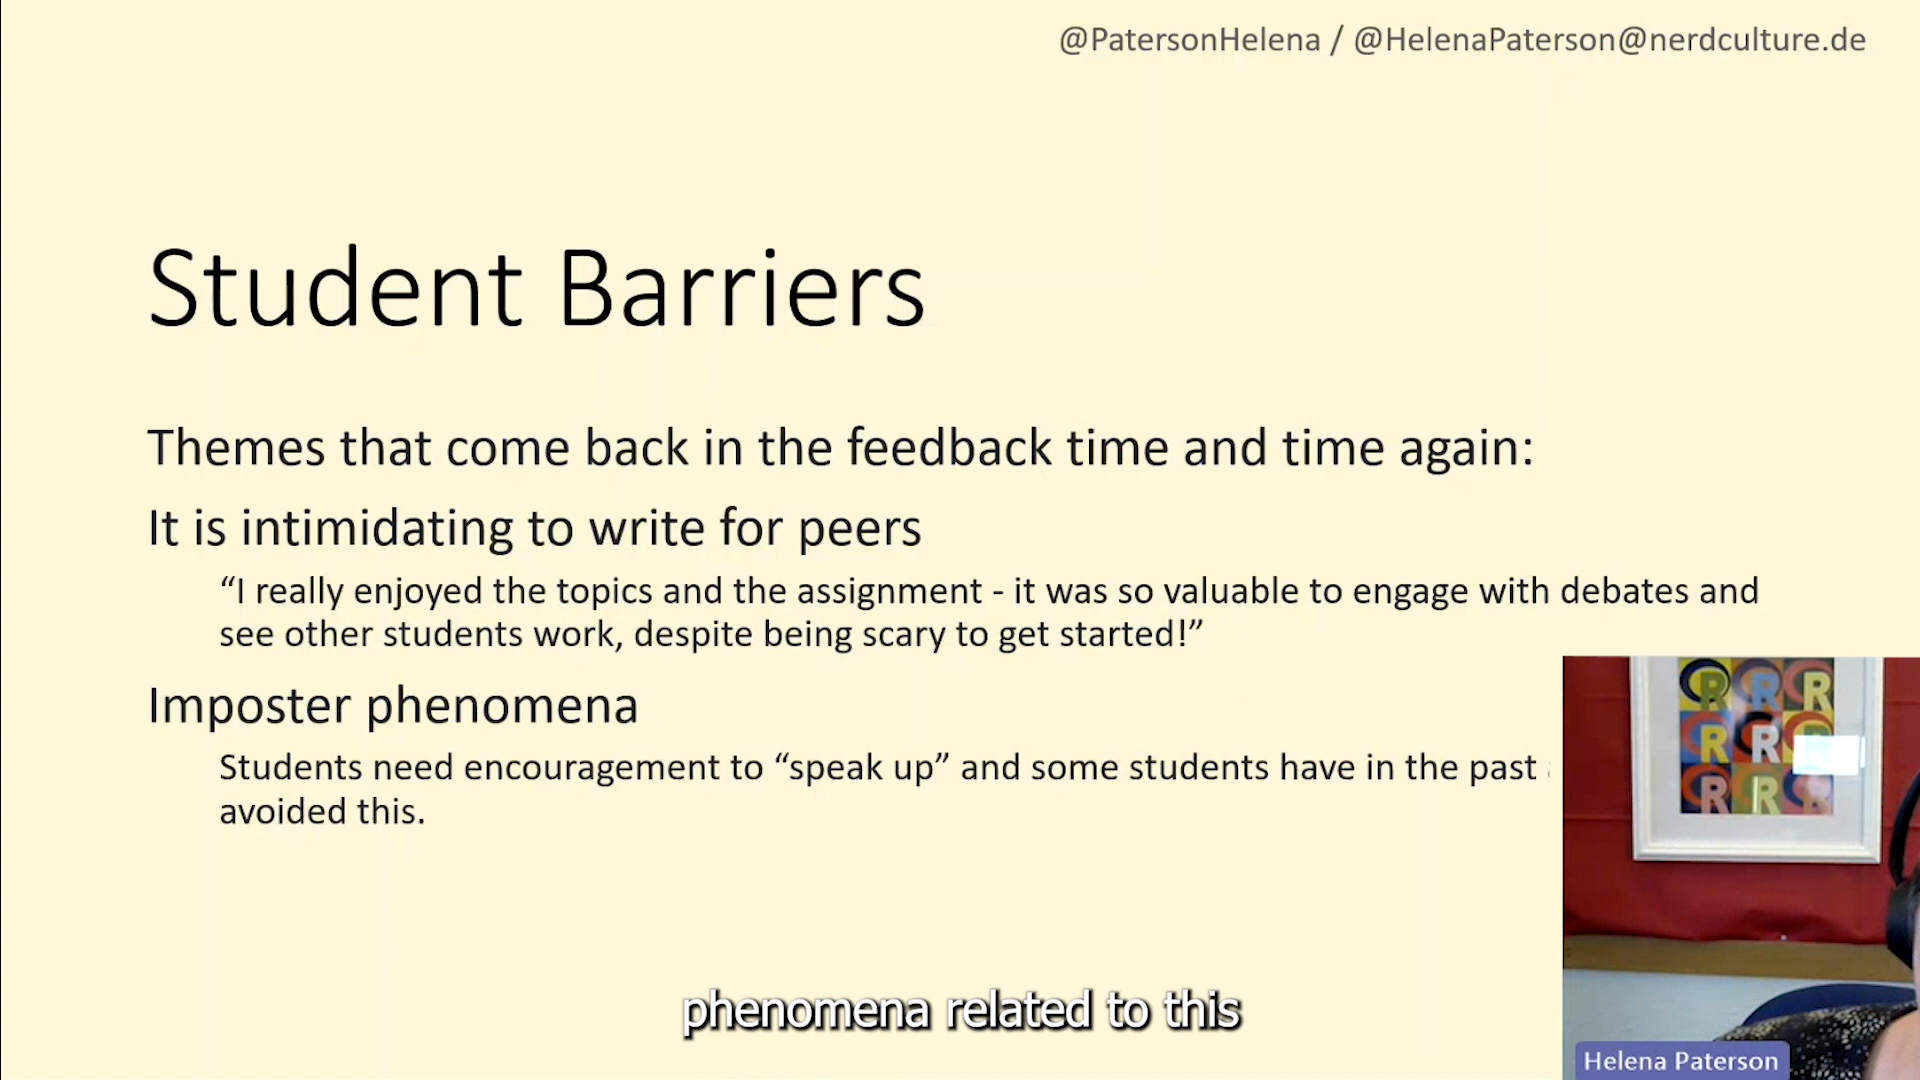 @PatersonHelena / @HelenaPaterson@nerdculture.de
Student Barriers
Themes that come back in the feedback time and time again:
It is intimidating to write for peers
“I really enjoyed the topics and the assignment - it was so valuable to engage with debates and
see other students work, despite being scary to get started!”
Imposter phenomena
Students need encouragement to “speak up” and some students have in the past
avoided this.
R R R
R R R
R R R
phenomena related to this
Helena Paterson